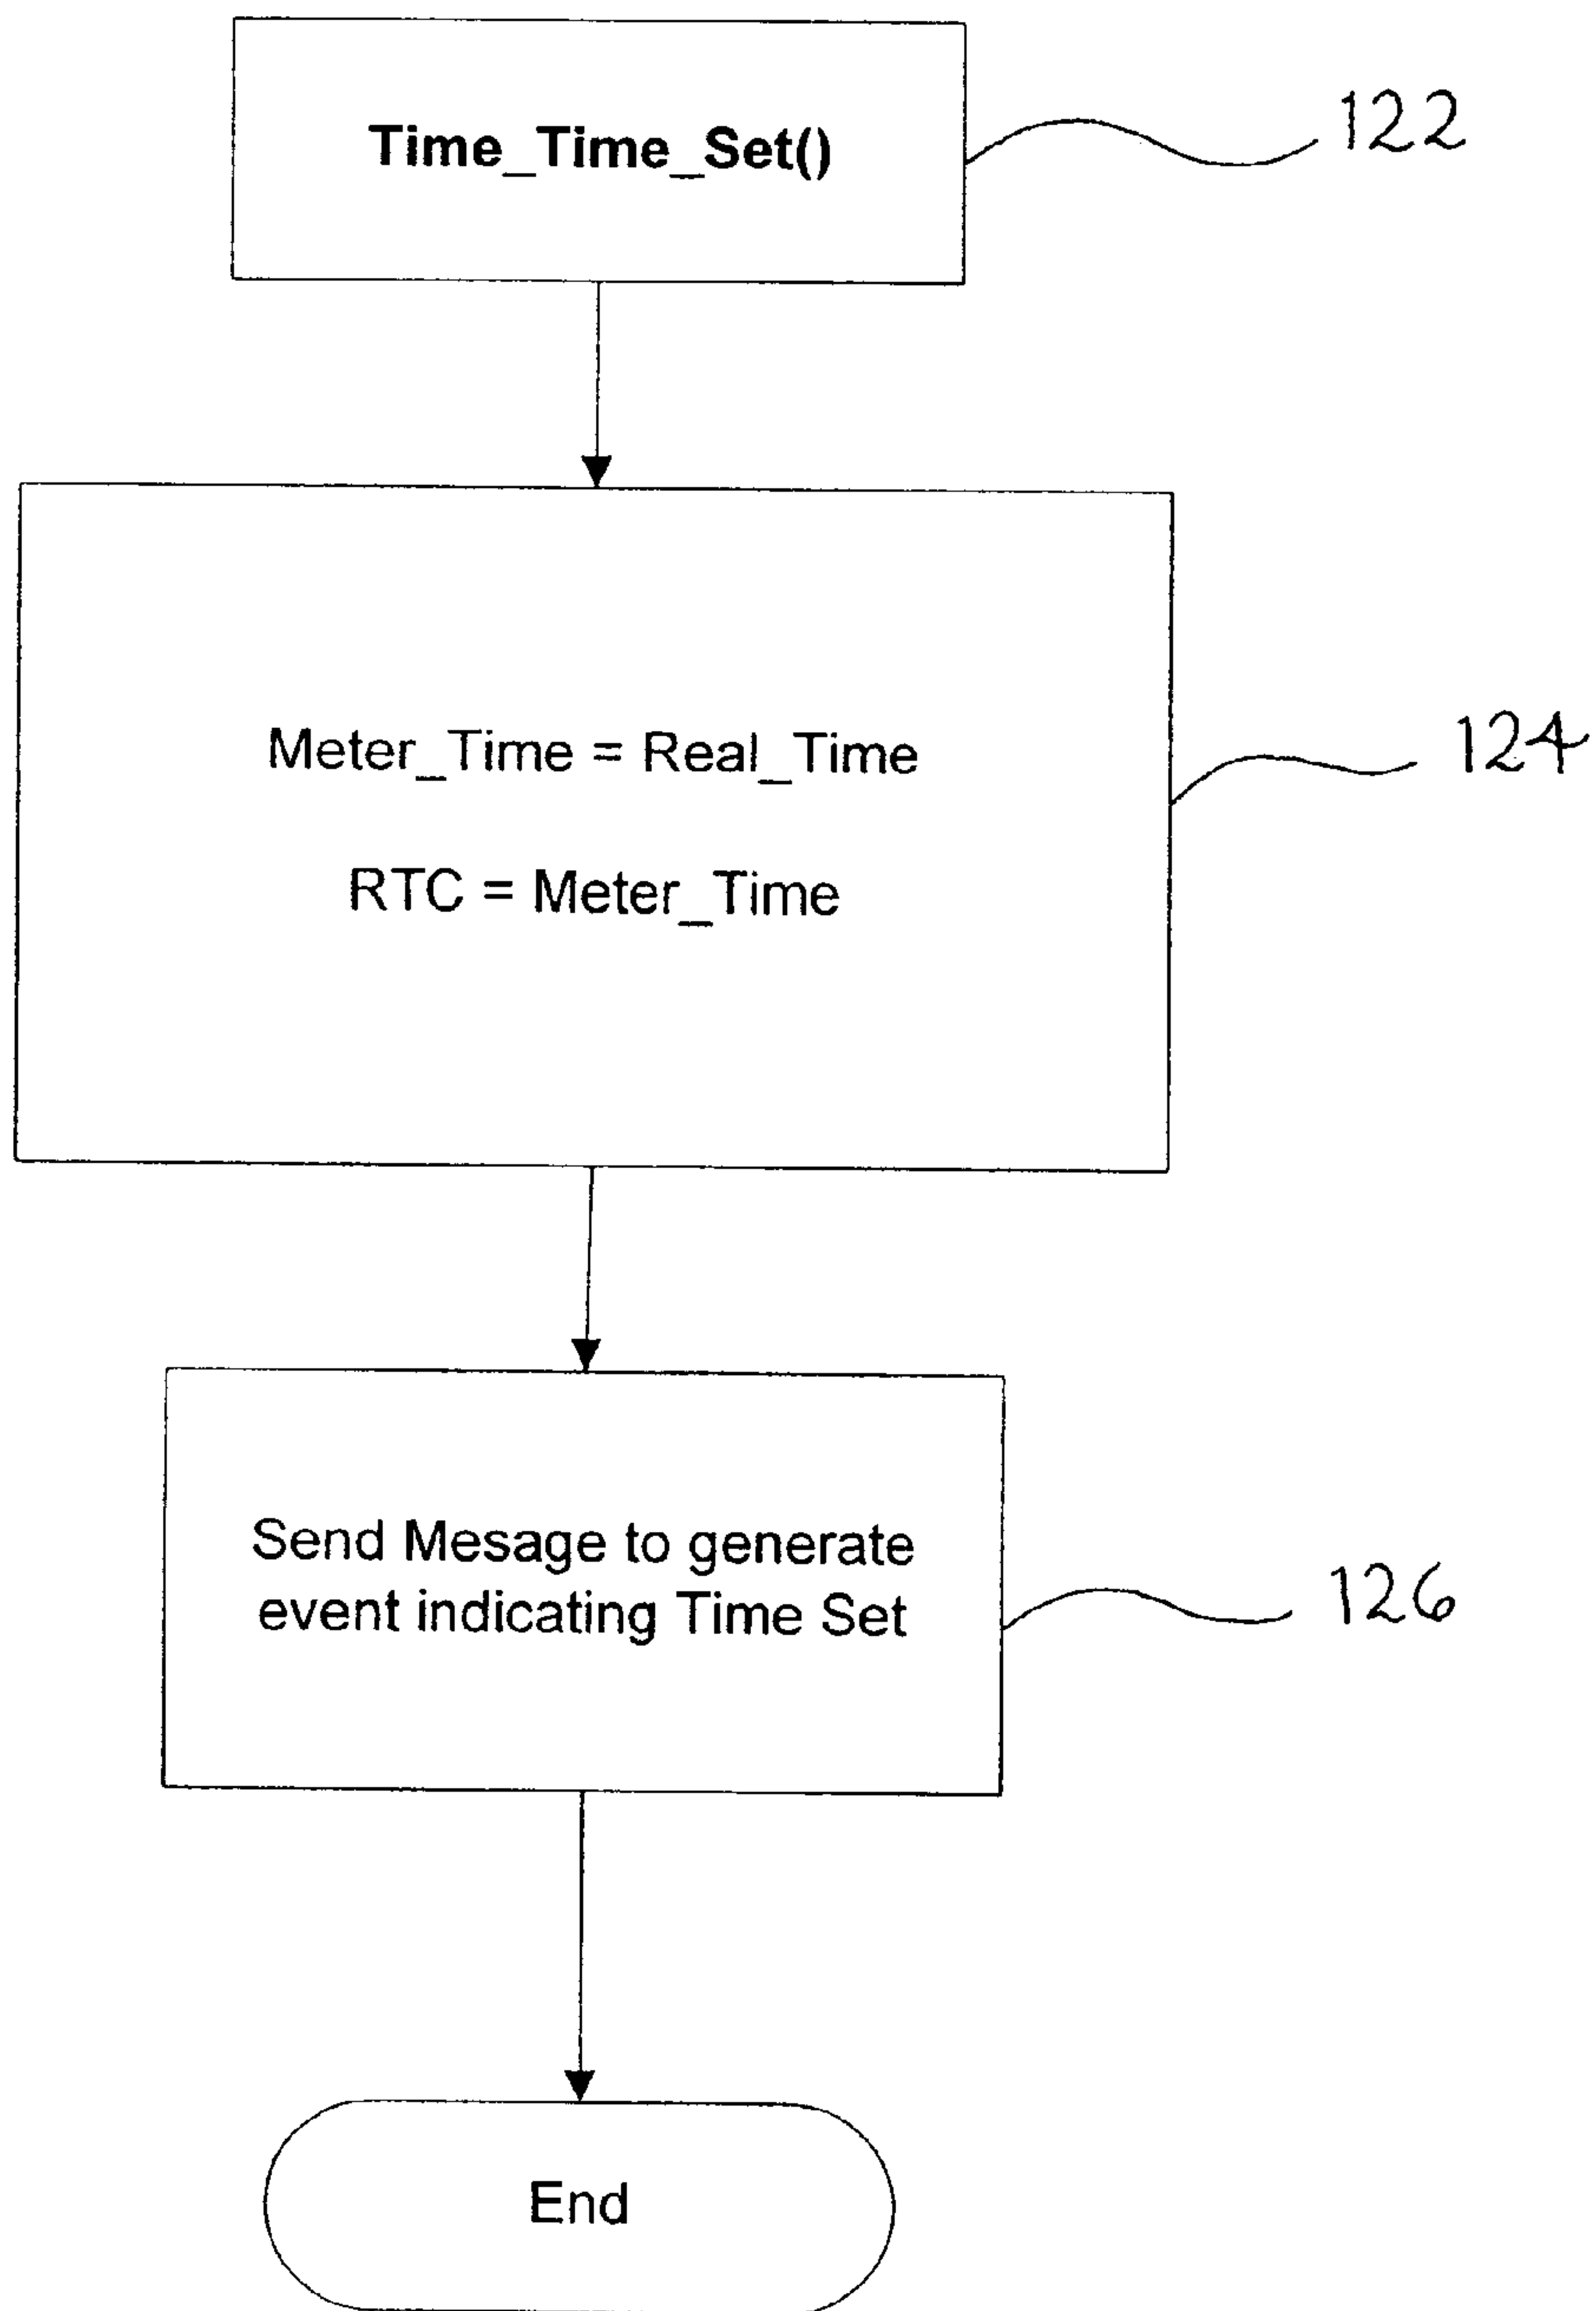 Time_Time_Set()
122
Meter_Time = Real_Time
124
RTC = Meter_Time
Send Mesage to generate
event indicating Time Set
126
End